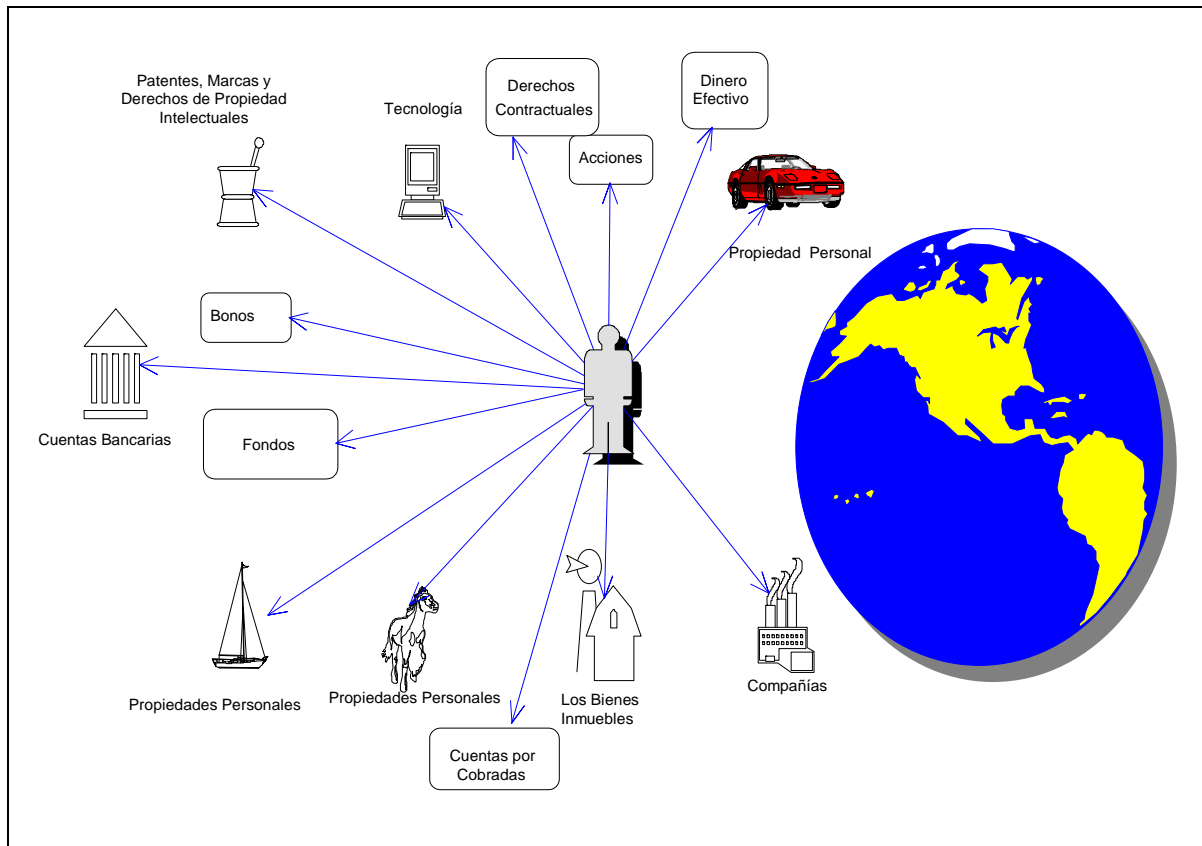 Patentes, Marcas y
Derechos de Propiedad
Intelectuales
Tecnología
Derechos
Contractuales
Dinero
Efectivo
Acciones
Propiedad Personal
Bonos
Cuentas Bancarias
Fondos
Propiedades Personales
Propiedades Personales
Los Bienes
Inmuebles
Compañías
Cuentas por
Cobradas